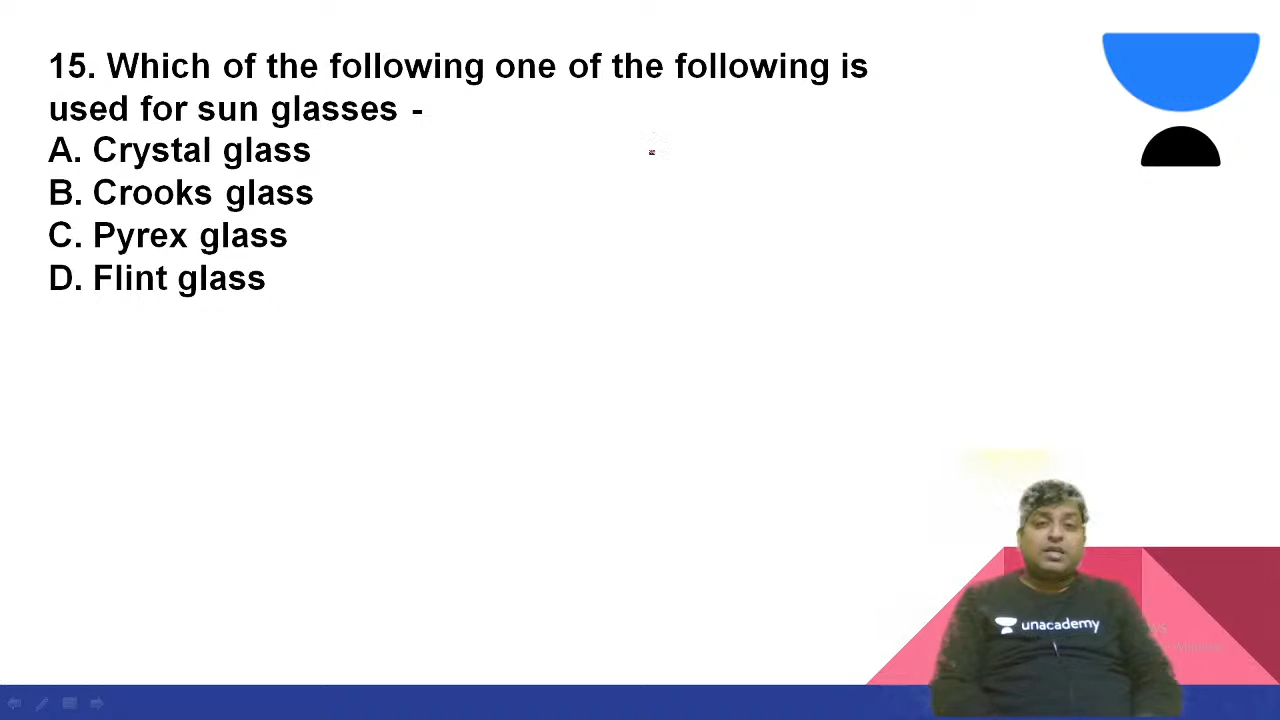 15. Which of the following one of the following is
used for sun glasses -
A. Crystal glass
B. Crooks glass
C. Pyrex glass
D. Flint glass
unacademy